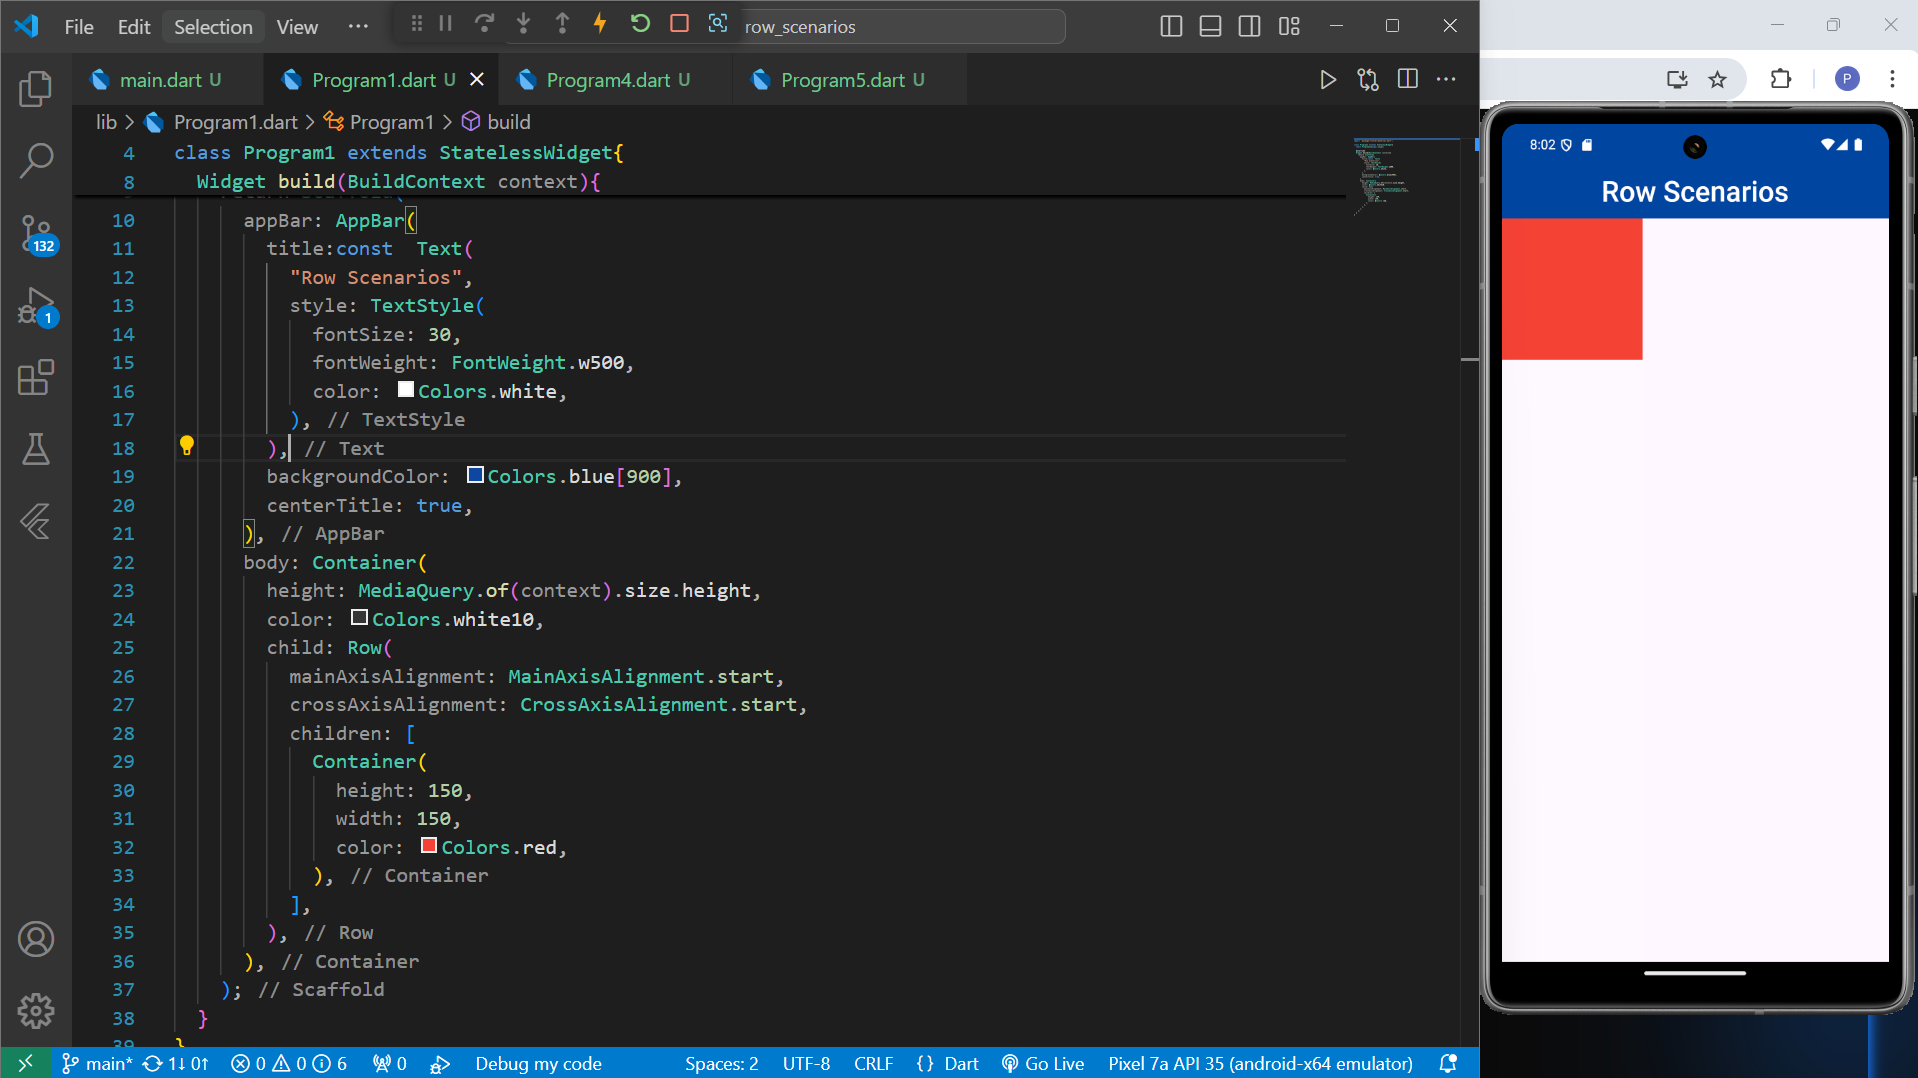 File Edit Selection View ··· row_scenarios
main.dart U Program1.dart U Program4.dart U Program5.dart U
lib > Program1.dart > Program1 > build
4 class Program1 extends StatelessWidget{
8 Widget build(BuildContext context){
10 appBar: AppBar(
11 title:const  Text(
12 "Row Scenarios",
13 style: TextStyle(
14 fontSize: 30,
15 fontWeight: FontWeight.w500,
16 color: Colors.white,
17 ), // TextStyle
18 ), // Text
19 backgroundColor: Colors.blue[900],
20 centerTitle: true,
21 ), // AppBar
22 body: Container(
23 height: MediaQuery.of(context).size.height,
24 color: Colors.white10,
25 child: Row(
26 mainAxisAlignment: MainAxisAlignment.start,
27 crossAxisAlignment: CrossAxisAlignment.start,
28 children: [
29 Container(
30 height: 150,
31 width: 150,
32 color: Colors.red,
33 ), // Container
34 ],
35 ), // Row
36 ), // Container
37 ); // Scaffold
38 }
39 }
132
1
main* 1↓ 0↑ 0 0 6 0 Debug my code Spaces: 2 UTF-8 CRLF {} Dart Go Live Pixel 7a API 35 (android-x64 emulator)
P
8:02
Row Scenarios